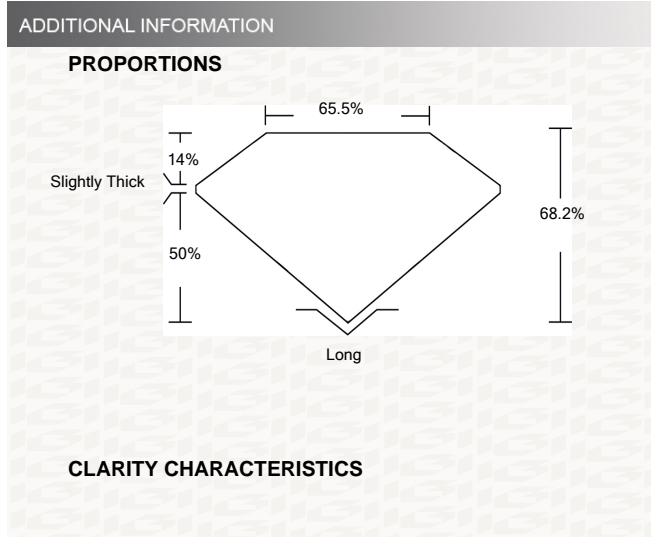 ADDITIONAL INFORMATION
PROPORTIONS
65.5%
14%
Slightly Thick
68.2%
50%
Long
CLARITY CHARACTERISTICS